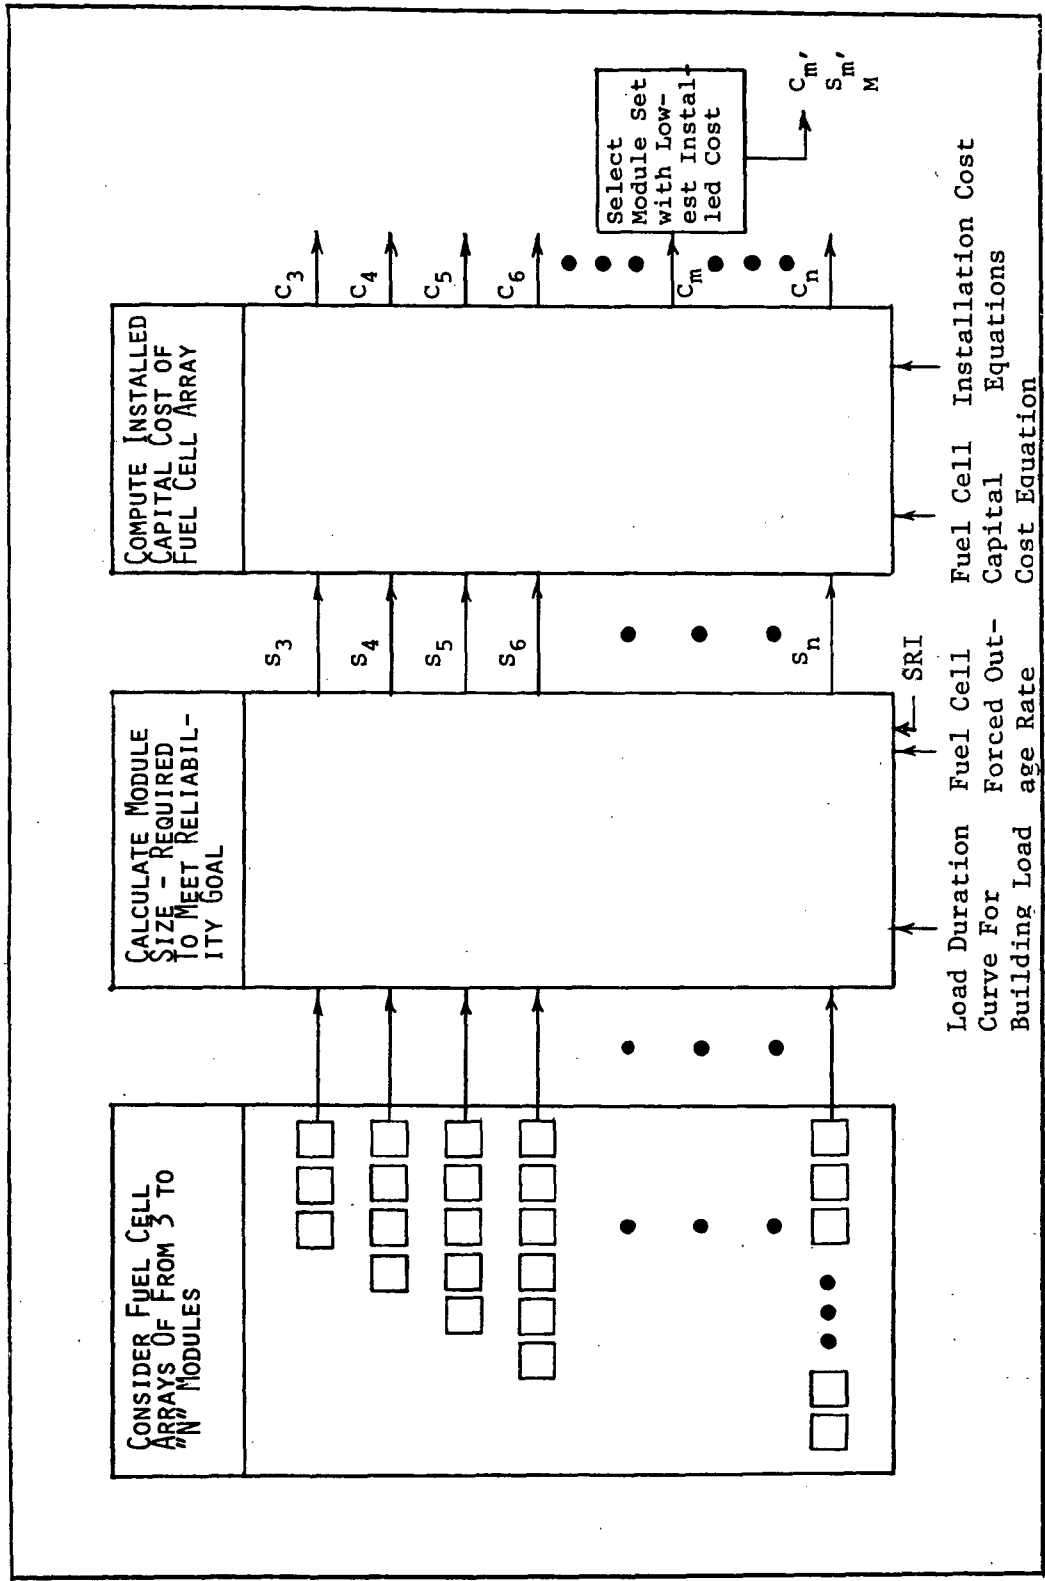 CONSIDER FUEL CELL
ARRAYS OF FROM 3 TO
"N" MODULES
CALCULATE MODULE
SIZE - REQUIRED
TO MEET RELIABIL-
ITY GOAL
COMPUTE INSTALLED
CAPITAL COST OF
FUEL CELL ARRAY
S3
S4
S5
S6
Sn
C3
C4
C5
C6
Cm
Cn
Select
Module Set
with Low-
est Instal-
led Cost
Cm'
Sm'
M
Load Duration
Curve For
Building Load
Fuel Cell
Forced Out-
age Rate
SRI
Fuel Cell
Capital
Cost Equation
Installation Cost
Equations